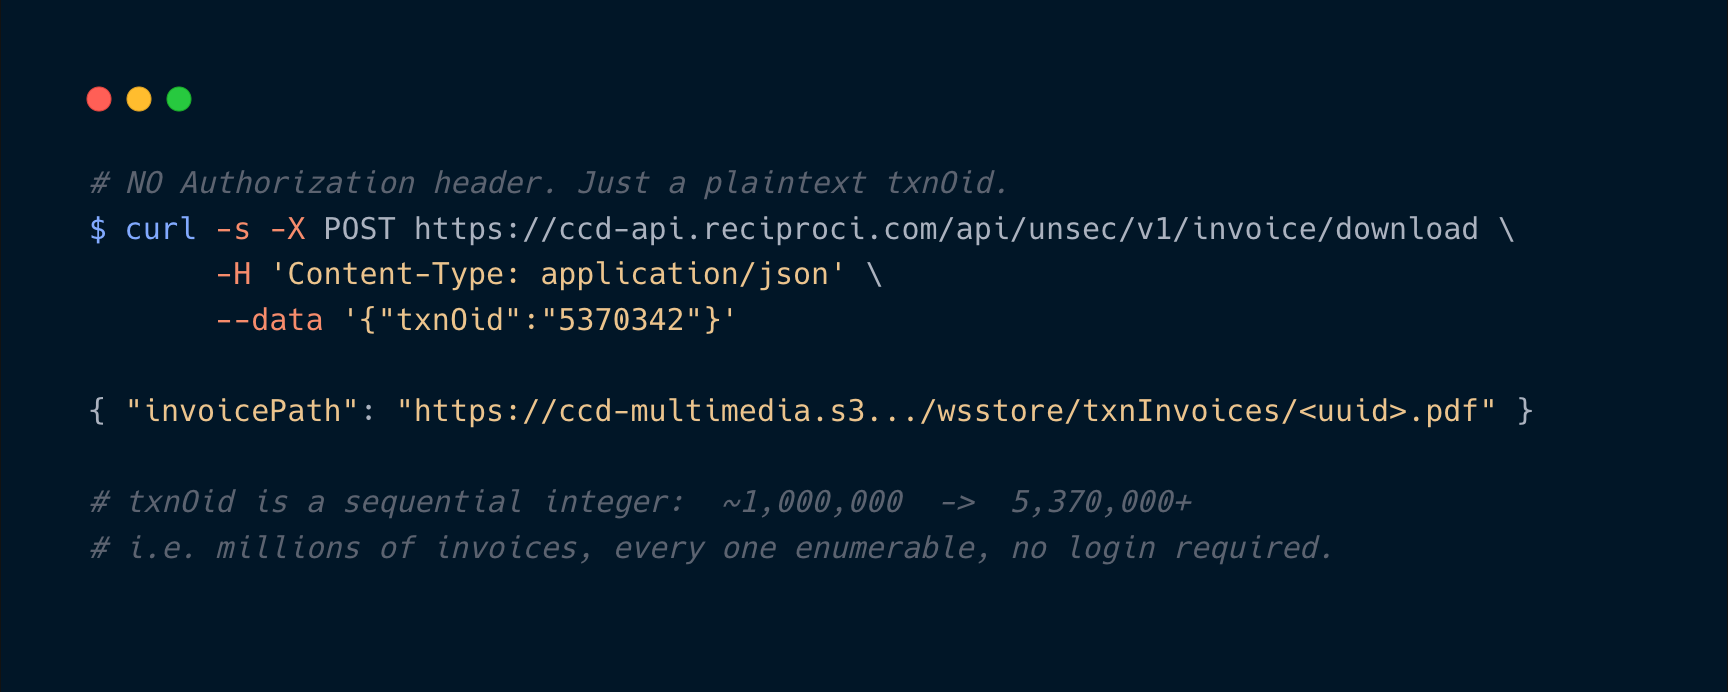 # NO Authorization header. Just a plaintext txnOid.
$ curl -s -X POST https://ccd-api.reciproci.com/api/unsec/v1/invoice/download \
-H 'Content-Type: application/json' \
--data '{"txnOid":"5370342"}'
{ "invoicePath": "https://ccd-multimedia.s3.../wsstore/txnInvoices/<uuid>.pdf" }
# txnOid is a sequential integer: ~1,000,000 -> 5,370,000+
# i.e. millions of invoices, every one enumerable, no login required.